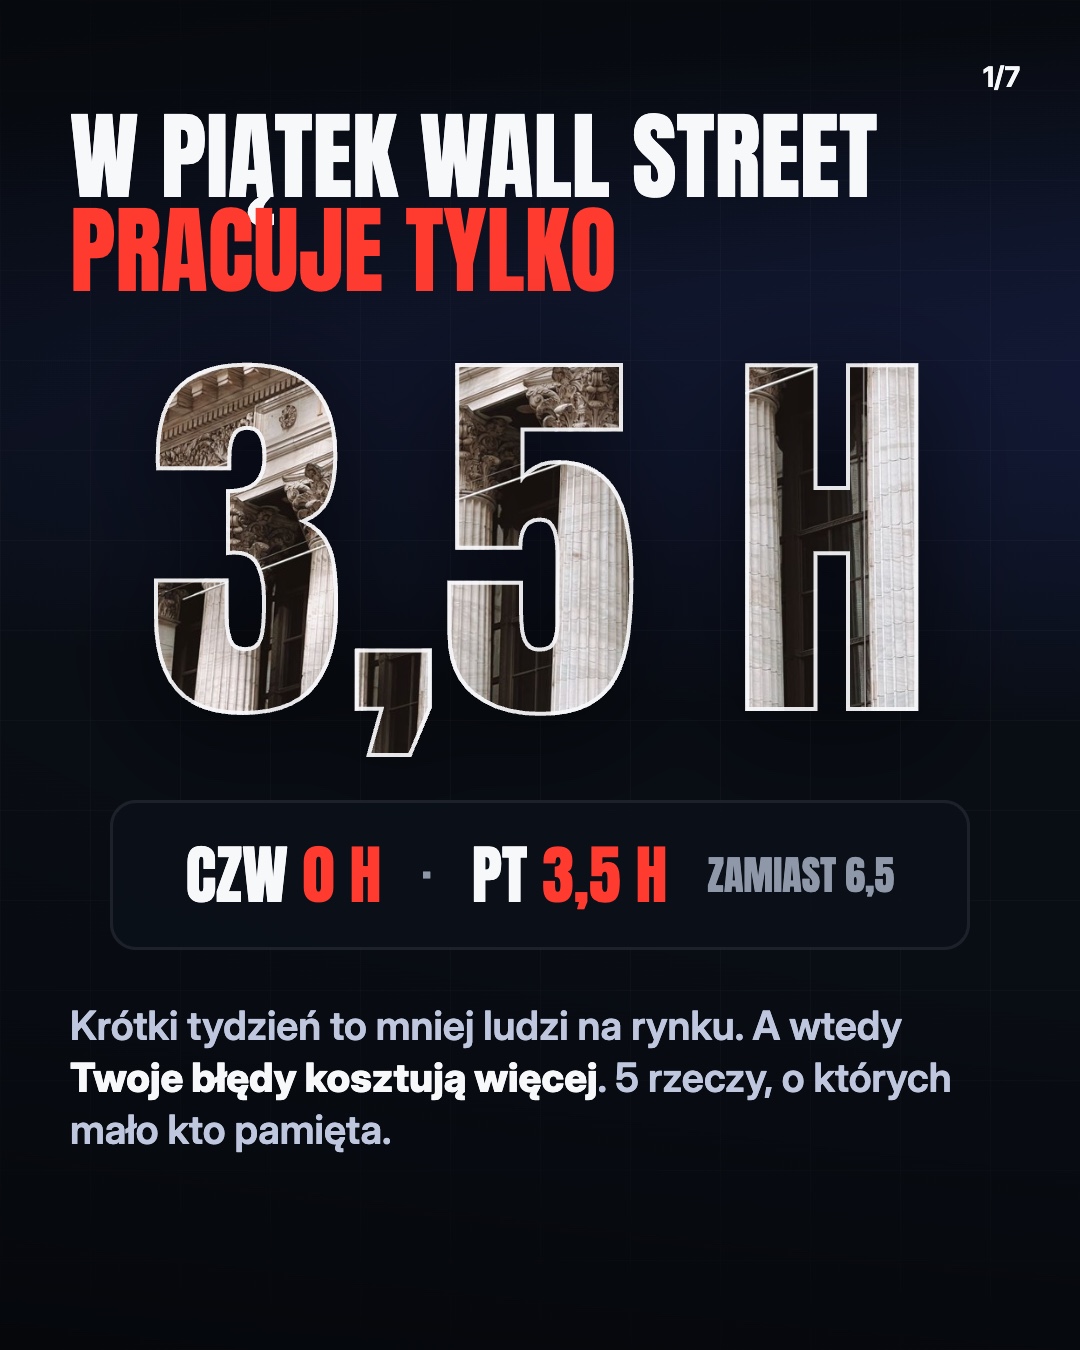 1/7
W PIĄTEK WALL STREET
PRACUJE TYLKO
3,5 H
CZW 0 H · PT 3,5 H ZAMIAST 6,5
Krótki tydzień to mniej ludzi na rynku. A wtedy
Twoje błędy kosztują więcej. 5 rzeczy, o których
mało kto pamięta.